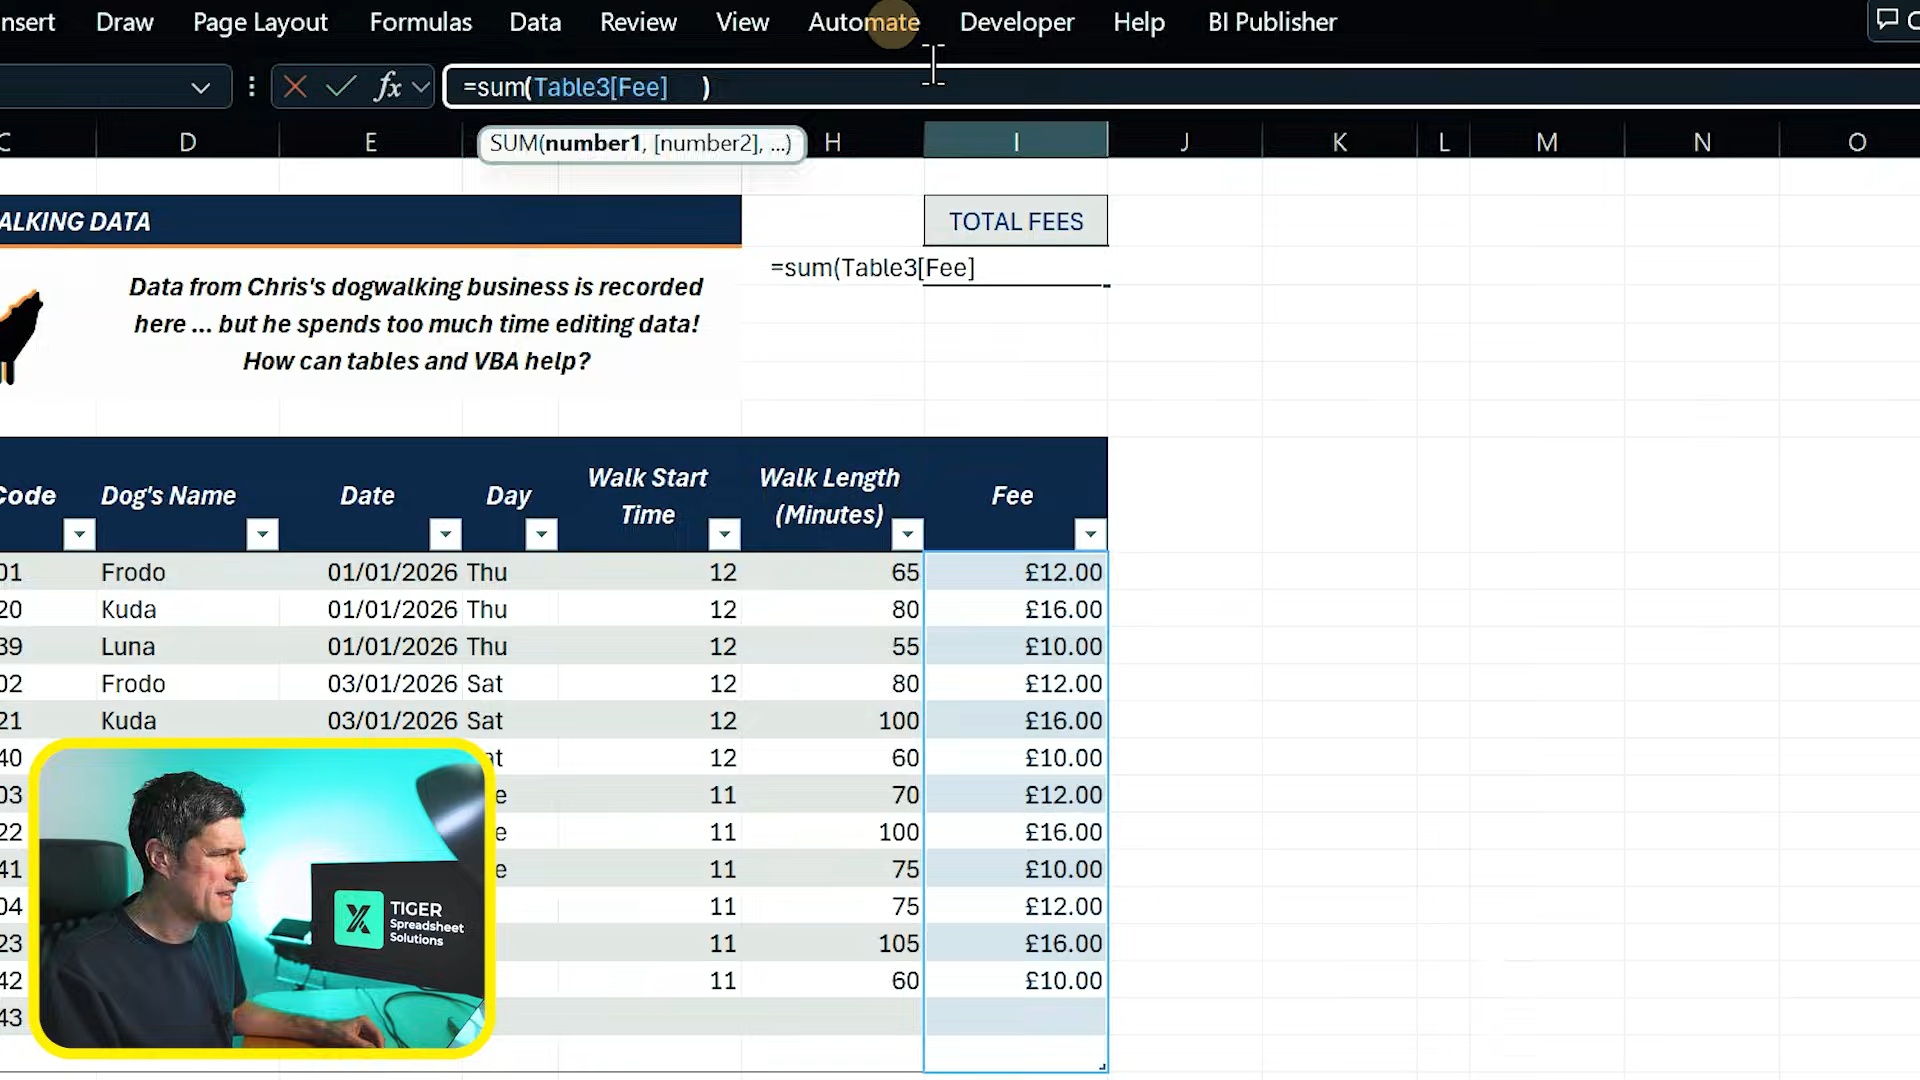 Draw Page Layout Formulas Data Review View Automate Developer Help BI Publisher
fx =sum(Table3[Fee] )
SUM(number1, [number2], ...)
C D E H I J K L M N O
ALKING DATA
TOTAL FEES
=sum(Table3[Fee]
Data from Chris's dogwalking business is recorded
here ... but he spends too much time editing data!
How can tables and VBA help?
Code Dog's Name Date Day Walk Start Time Walk Length (Minutes) Fee
01 Frodo 01/01/2026 Thu 12 65 £12.00
20 Kuda 01/01/2026 Thu 12 80 £16.00
39 Luna 01/01/2026 Thu 12 55 £10.00
02 Frodo 03/01/2026 Sat 12 80 £12.00
21 Kuda 03/01/2026 Sat 12 100 £16.00
40 at 12 60 £10.00
03 e 11 70 £12.00
22 e 11 100 £16.00
41 e 11 75 £10.00
04 11 75 £12.00
23 11 105 £16.00
42 11 60 £10.00
43
TIGER
Spreadsheet
Solutions